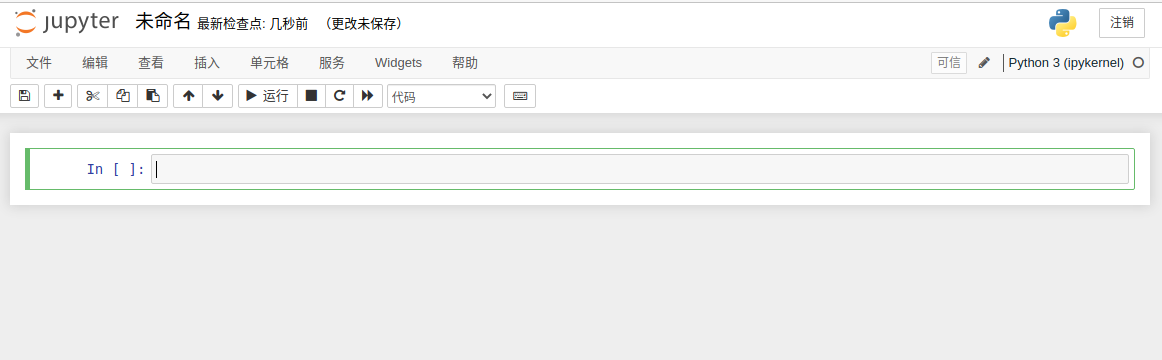 jupyter 未命名 最新检查点: 几秒前 （更改未保存） 注销
文件 编辑 查看 插入 单元格 服务 Widgets 帮助 可信 Python 3 (ipykernel)
运行 代码
In [ ]: